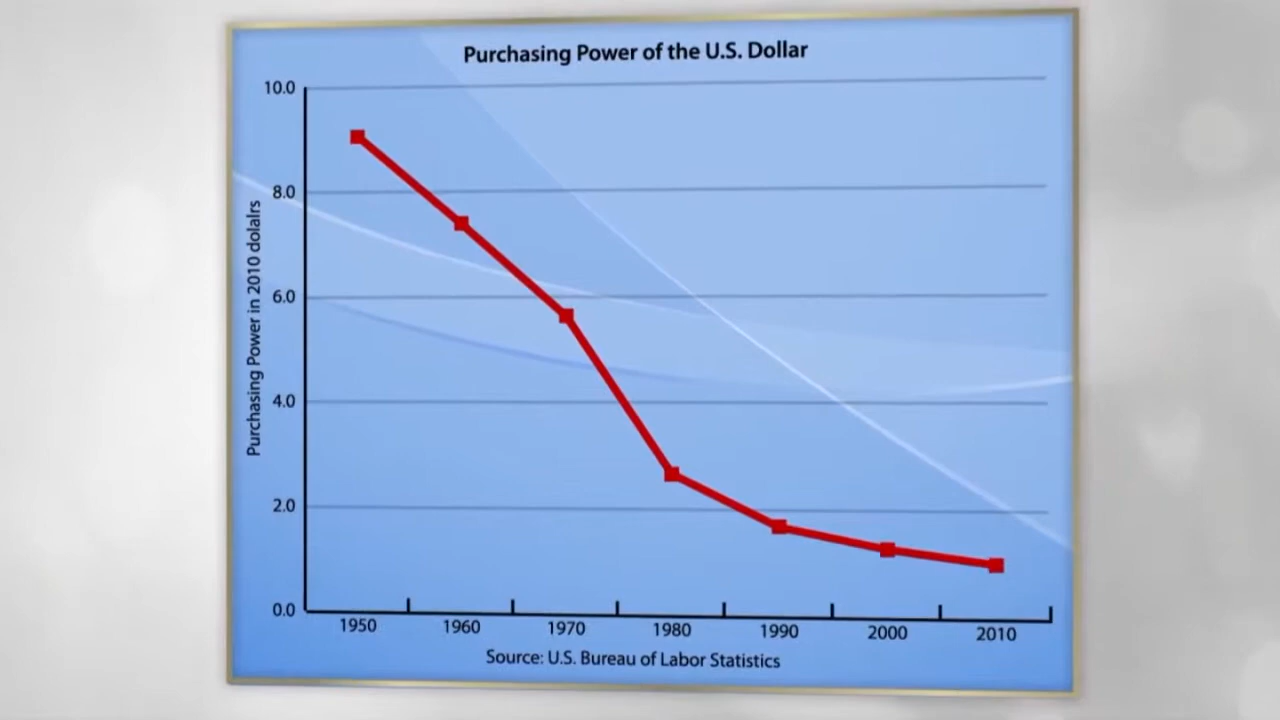 Purchasing Power of the U.S. Dollar
10.0
8.0
6.0
4.0
2.0
0.0
Purchasing Power in 2010 dolalrs
1950 1960 1970 1980 1990 2000 2010
Source: U.S. Bureau of Labor Statistics